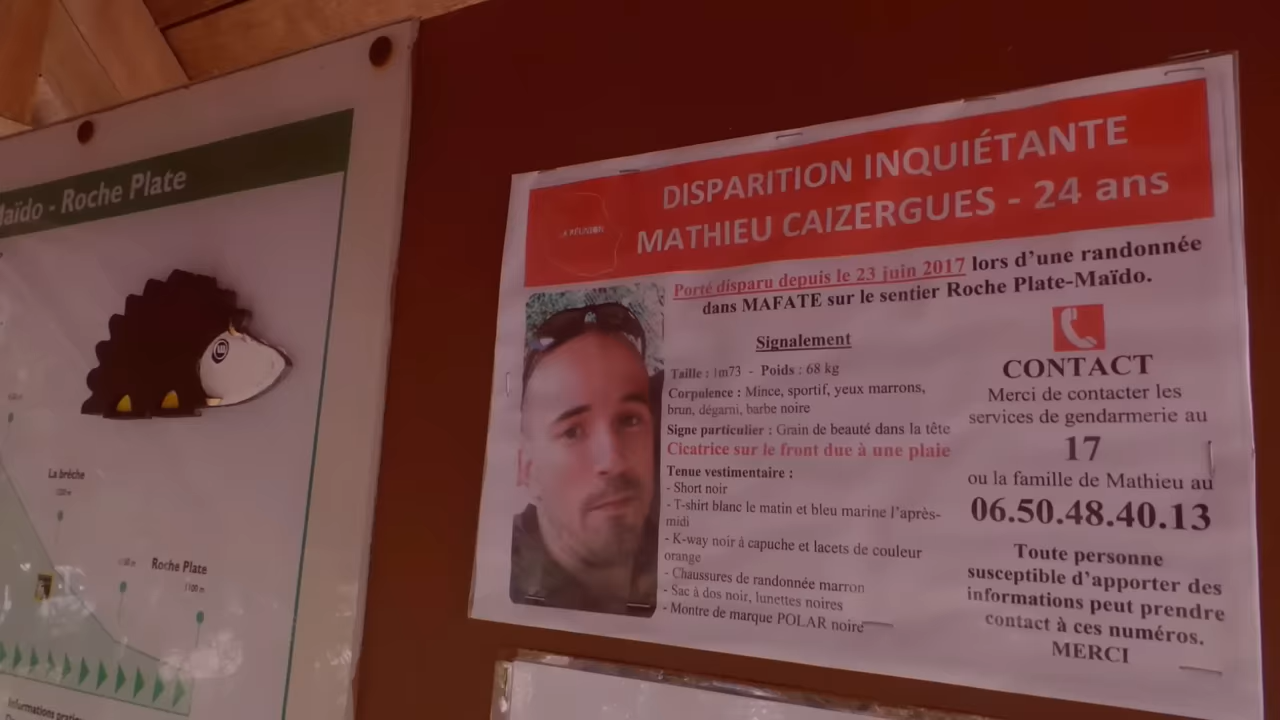 Maïdo - Roche Plate
La brèche
Roche Plate
1100 m
Informations
DISPARITION INQUIÉTANTE
MATHIEU CAIZERGUES - 24 ans
LA RÉUNION
Porté disparu depuis le 23 juin 2017 lors d’une randonnée
dans MAFATE sur le sentier Roche Plate-Maïdo.
Signalement
Taille : 1m73 - Poids : 68 kg
Corpulence : Mince, sportif, yeux marrons,
brun, dégarni, barbe noire
Signe particulier : Grain de beauté dans la tête
Cicatrice sur le front due à une plaie
Tenue vestimentaire :
- Short noir
- T-shirt blanc le matin et bleu marine l’après-
midi
- K-way noir à capuche et lacets de couleur
orange
- Chaussures de randonnée marron
- Sac à dos noir, lunettes noires
- Montre de marque POLAR noire
CONTACT
Merci de contacter les
services de gendarmerie au
17
ou la famille de Mathieu au
06.50.48.40.13
Toute personne
susceptible d’apporter des
informations peut prendre
contact à ces numéros.
MERCI